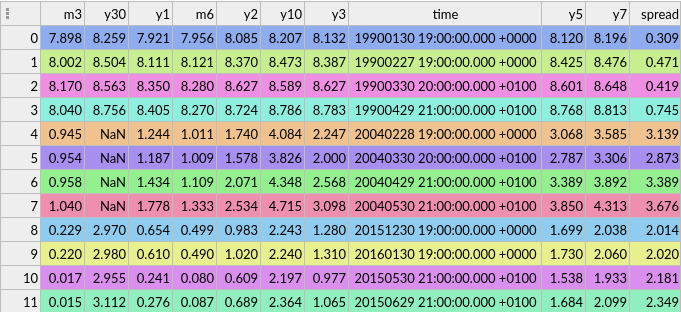 m3 y30 y1 m6 y2 y10 y3 time y5 y7 spread
0 7.898 8.259 7.921 7.956 8.085 8.207 8.132 19900130 19:00:00.000 +0000 8.120 8.196 0.309
1 8.002 8.504 8.111 8.121 8.370 8.473 8.387 19900227 19:00:00.000 +0000 8.425 8.476 0.471
2 8.170 8.563 8.350 8.280 8.627 8.589 8.627 19900330 20:00:00.000 +0100 8.601 8.648 0.419
3 8.040 8.756 8.405 8.270 8.724 8.786 8.783 19900429 21:00:00.000 +0100 8.768 8.813 0.745
4 0.945 NaN 1.244 1.011 1.740 4.084 2.247 20040228 19:00:00.000 +0000 3.068 3.585 3.139
5 0.954 NaN 1.187 1.009 1.578 3.826 2.000 20040330 20:00:00.000 +0100 2.787 3.306 2.873
6 0.958 NaN 1.434 1.109 2.071 4.348 2.568 20040429 21:00:00.000 +0100 3.389 3.892 3.389
7 1.040 NaN 1.778 1.333 2.534 4.715 3.098 20040530 21:00:00.000 +0100 3.850 4.313 3.676
8 0.229 2.970 0.654 0.499 0.983 2.243 1.280 20151230 19:00:00.000 +0000 1.699 2.038 2.014
9 0.220 2.980 0.610 0.490 1.020 2.240 1.310 20160130 19:00:00.000 +0000 1.730 2.060 2.020
10 0.017 2.955 0.241 0.080 0.609 2.197 0.977 20150530 21:00:00.000 +0100 1.538 1.933 2.181
11 0.015 3.112 0.276 0.087 0.689 2.364 1.065 20150629 21:00:00.000 +0100 1.684 2.099 2.349